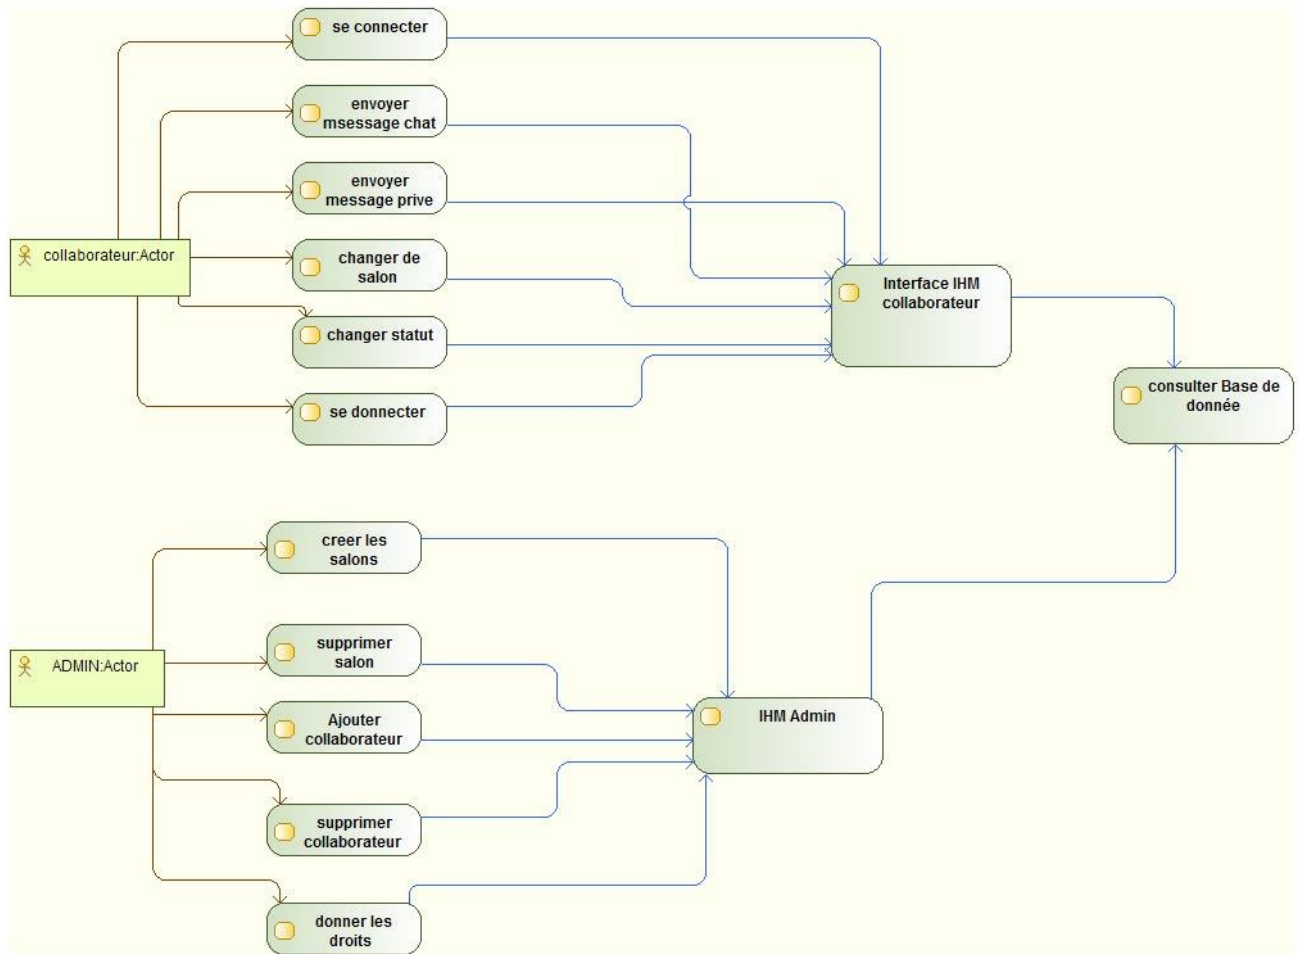 se connecter
envoyer
msessage chat
envoyer
message prive
collaborateur:Actor
changer de
salon
changer statut
se donnecter
Interface IHM
collaborateur
consulter Base de
donnée
creer les
salons
ADMIN:Actor
supprimer
salon
Ajouter
collaborateur
supprimer
collaborateur
donner les
droits
IHM Admin